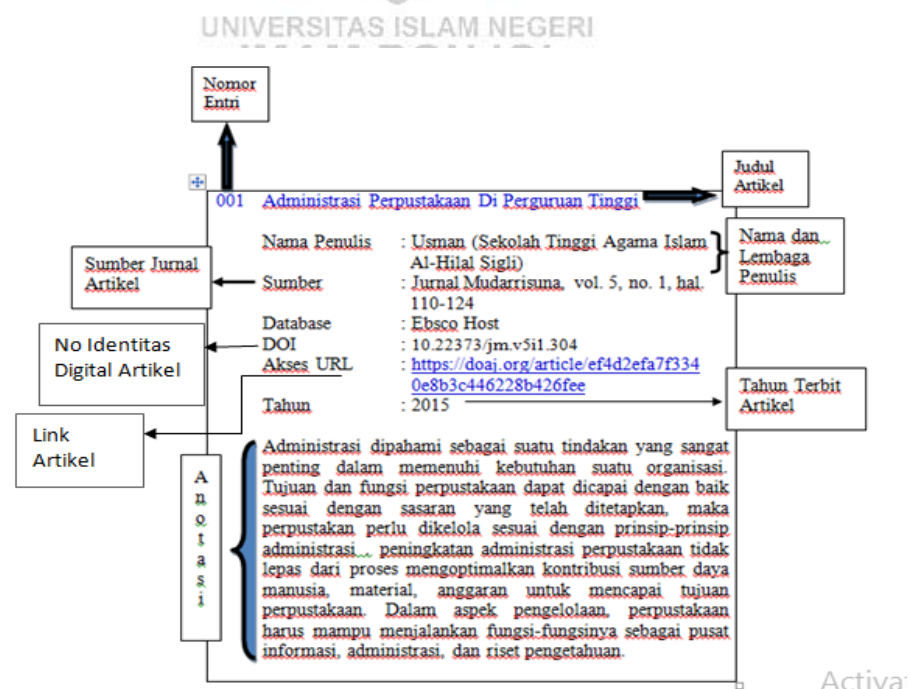 UNIVERSITAS ISLAM NEGERI
Nomor
Entri
Judul
Artikel
001 Administrasi Perpustakaan Di Perguruan Tinggi
Nama Penulis : Usman (Sekolah Tinggi Agama Islam
Al-Hilal Sigli)
Nama dan
Lembaga
Penulis
Sumber Jurnal
Artikel
Sumber : Jurnal Mudarrisuna, vol. 5, no. 1, hal.
110-124
Database : Ebsco Host
No Identitas
Digital Artikel
DOI : 10.22373/jm.v5i1.304
Akses URL : https://doaj.org/article/ef4d2efa7f334
0e8b3c446228b426fee
Tahun : 2015
Tahun Terbit
Artikel
Link
Artikel
Anotasi
Administrasi dipahami sebagai suatu tindakan yang sangat
penting dalam memenuhi kebutuhan suatu organisasi.
Tujuan dan fungsi perpustakaan dapat dicapai dengan baik
sesuai dengan sasaran yang telah ditetapkan, maka
perpustakan perlu dikelola sesuai dengan prinsip-prinsip
administrasi , peningkatan administrasi perpustakaan tidak
lepas dari proses mengoptimalkan kontribusi sumber daya
manusia, material, anggaran untuk mencapai tujuan
perpustakaan. Dalam aspek pengelolaan, perpustakaan
harus mampu menjalankan fungsi-fungsinya sebagai pusat
informasi, administrasi, dan riset pengetahuan.